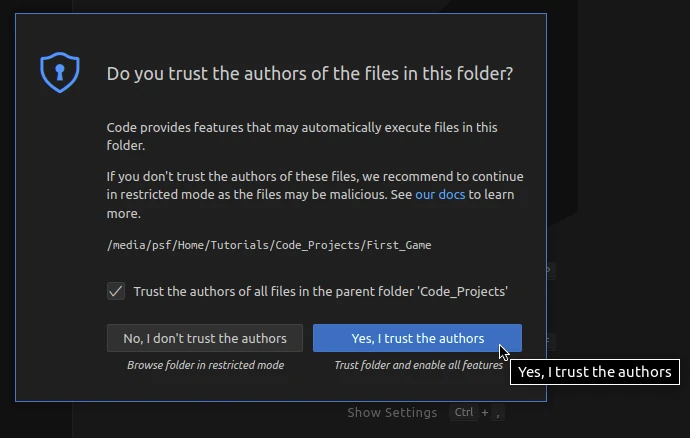 Do you trust the authors of the files in this folder?
Code provides features that may automatically execute files in this
folder.
If you don't trust the authors of these files, we recommend to continue
in restricted mode as the files may be malicious. See our docs to learn
more.
/media/psf/Home/Tutorials/Code_Projects/First_Game
Trust the authors of all files in the parent folder 'Code_Projects'
No, I don't trust the authors
Yes, I trust the authors
Browse folder in restricted mode
Trust folder and enable all features
Yes, I trust the authors
Show Settings Ctrl + ,